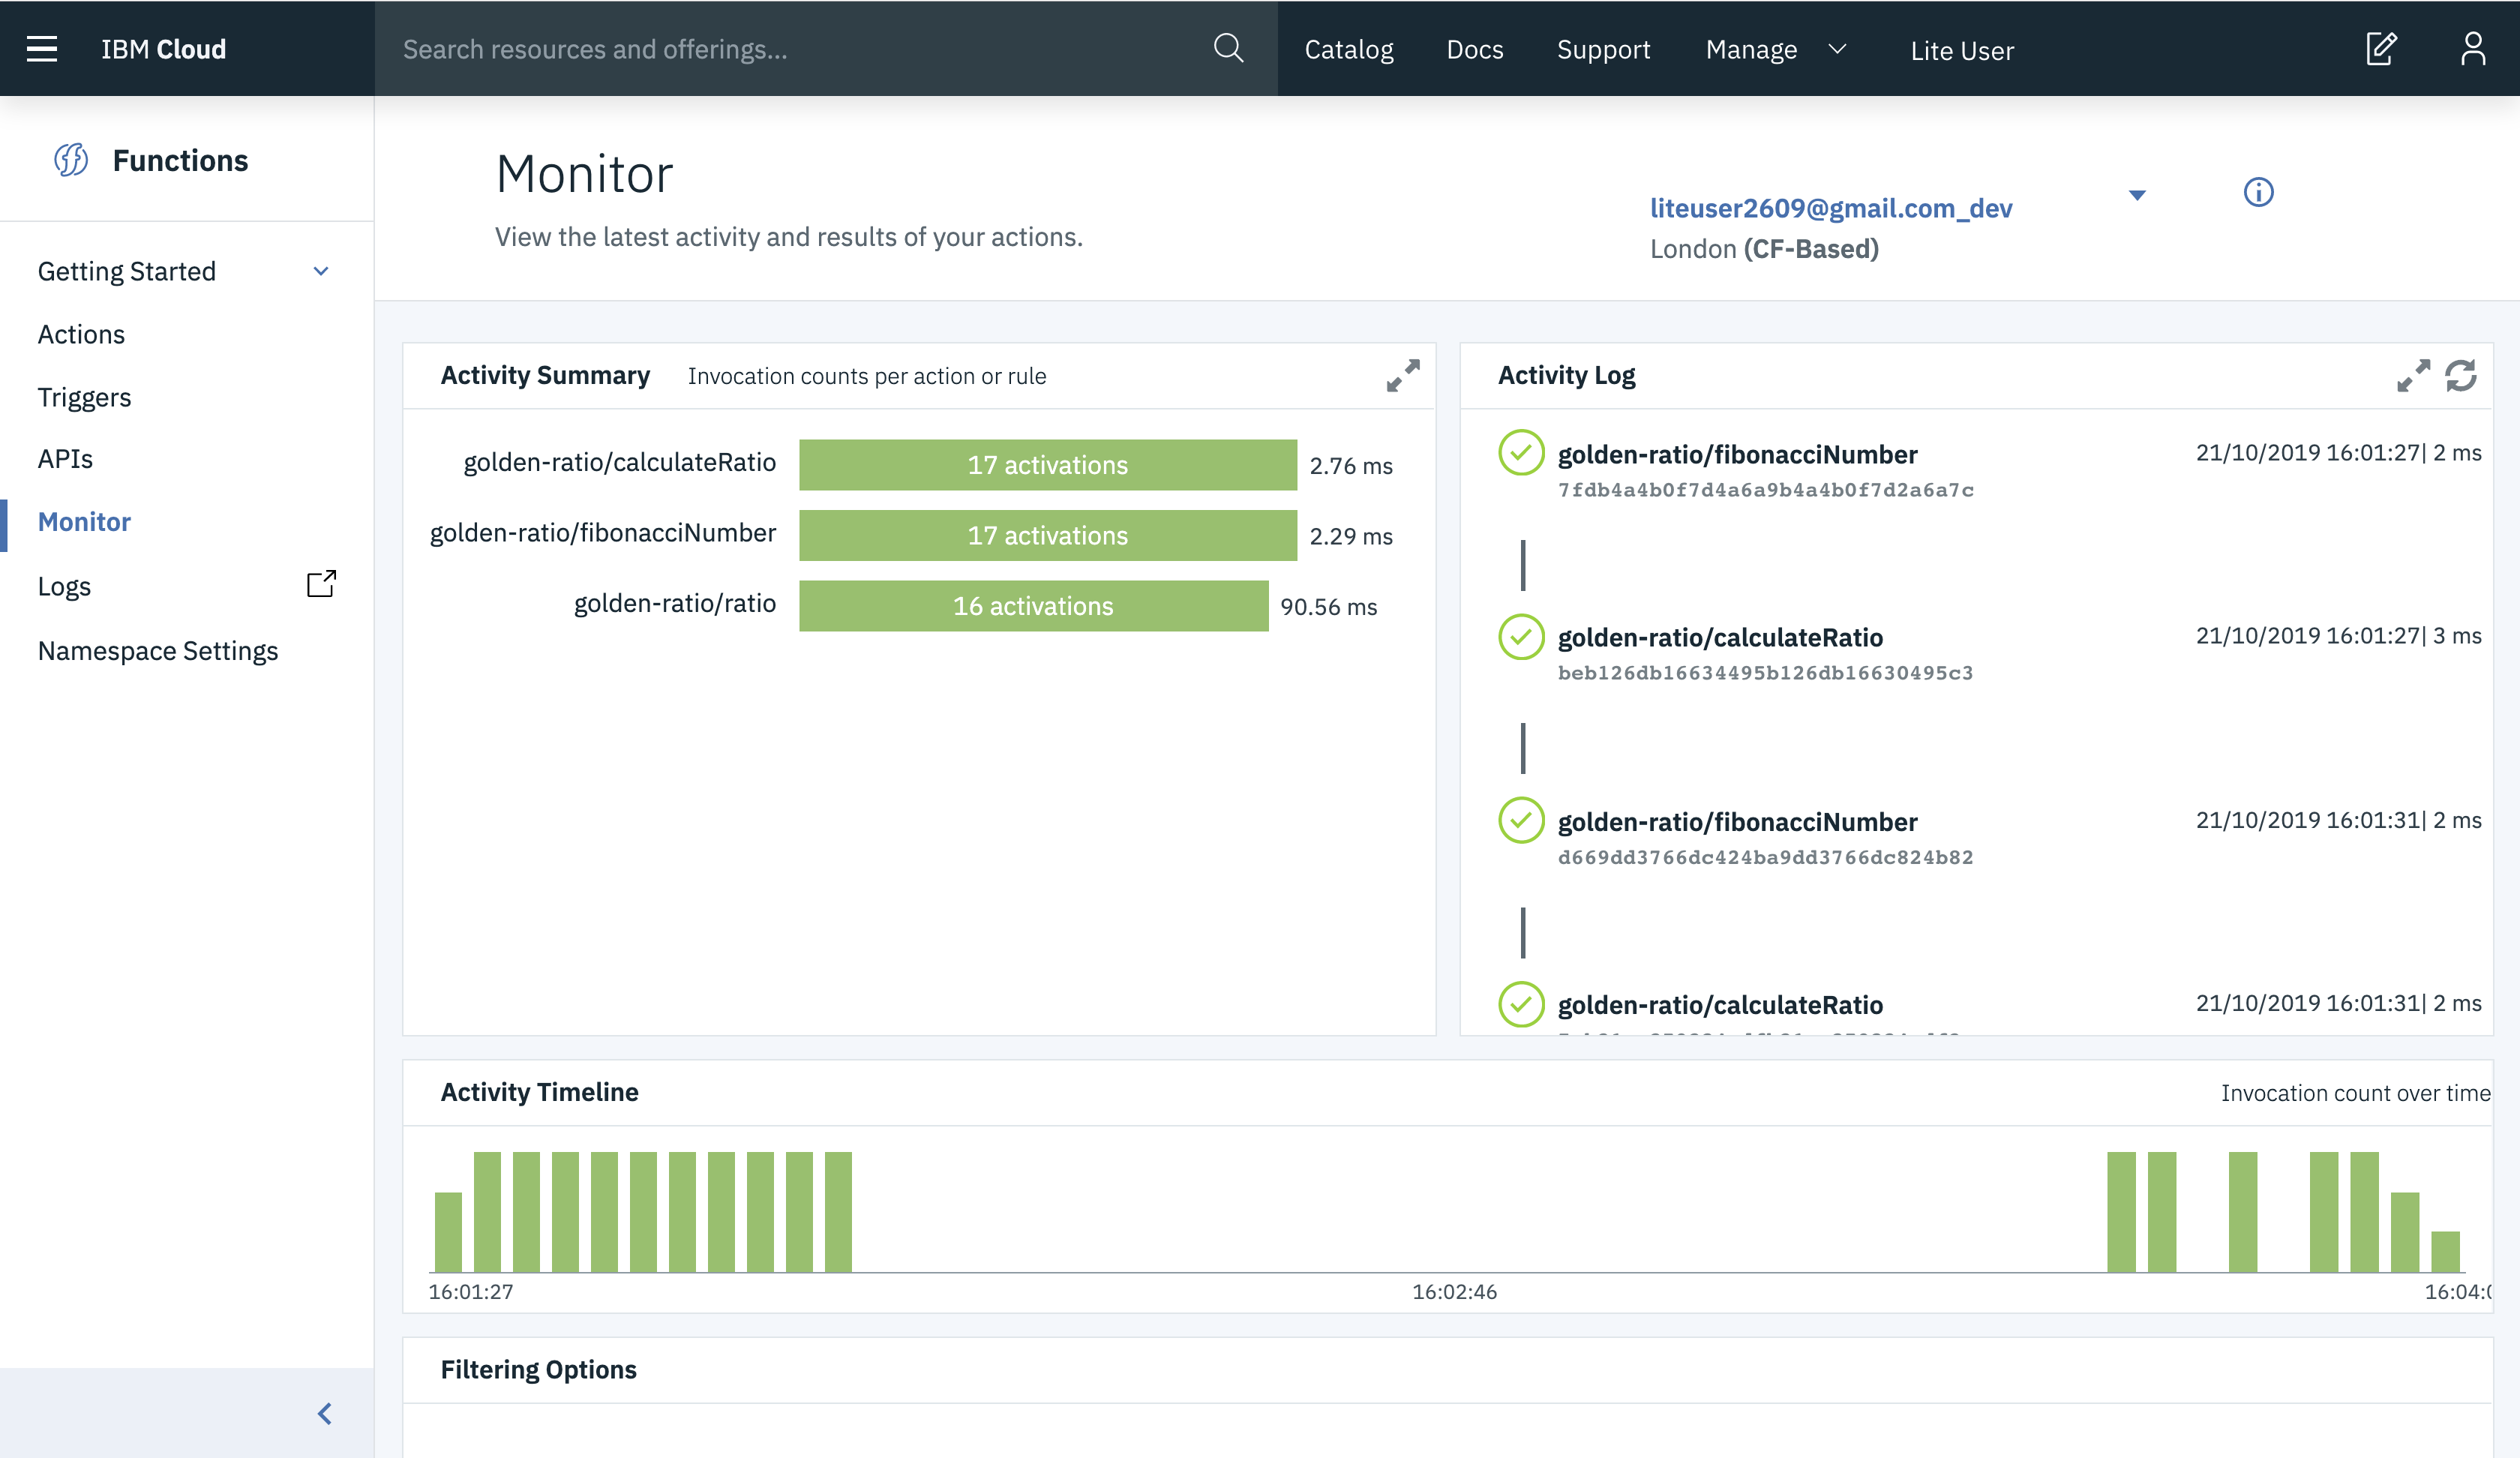 IBM Cloud
Search resources and offerings...
Catalog
Docs
Support
Manage
Lite User
Functions
Getting Started
Actions
Triggers
APIs
Monitor
Logs
Namespace Settings
Monitor
View the latest activity and results of your actions.
liteuser2609@gmail.com_dev
London (CF-Based)
Activity Summary Invocation counts per action or rule
golden-ratio/calculateRatio 17 activations 2.76 ms
golden-ratio/fibonacciNumber 17 activations 2.29 ms
golden-ratio/ratio 16 activations 90.56 ms
Activity Log
golden-ratio/fibonacciNumber 21/10/2019 16:01:27| 2 ms
7fdb4a4b0f7d4a6a9b4a4b0f7d2a6a7c
golden-ratio/calculateRatio 21/10/2019 16:01:27| 3 ms
beb126db16634495b126db16630495c3
golden-ratio/fibonacciNumber 21/10/2019 16:01:31| 2 ms
d669dd3766dc424ba9dd3766dc824b82
golden-ratio/calculateRatio 21/10/2019 16:01:31| 2 ms
Activity Timeline Invocation count over time
16:01:27 16:02:46
Filtering Options